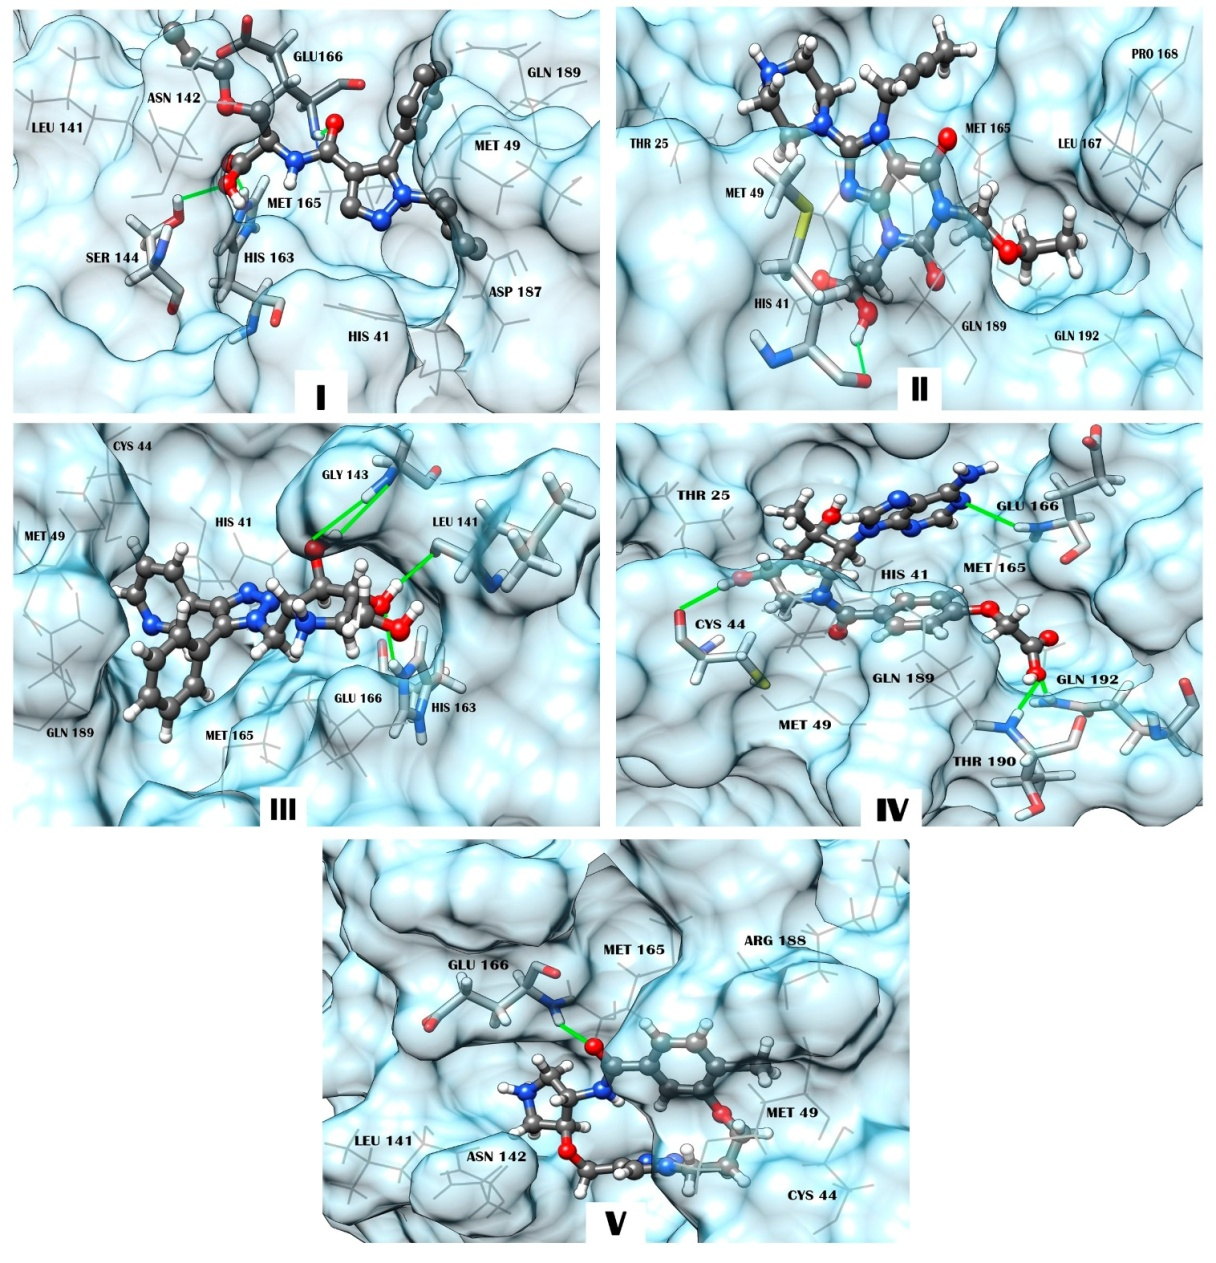 GLU166
GLN 189
ASN 142
LEU 141
MET 49
MET 165
SER 144
HIS 163
ASP 187
HIS 41
I
PRO 168
MET 165
THR 25
LEU 167
MET 49
HIS 41
GLN 189
GLN 192
II
CYS 44
GLY 143
HIS 41
LEU 141
MET 49
GLU 166
HIS 163
GLN 189
MET 165
III
THR 25
GLU 166
MET 165
HIS 41
CYS 44
GLN 189
GLN 192
MET 49
THR 190
IV
ARG 188
MET 165
GLU 166
MET 49
LEU 141
ASN 142
CYS 44
V